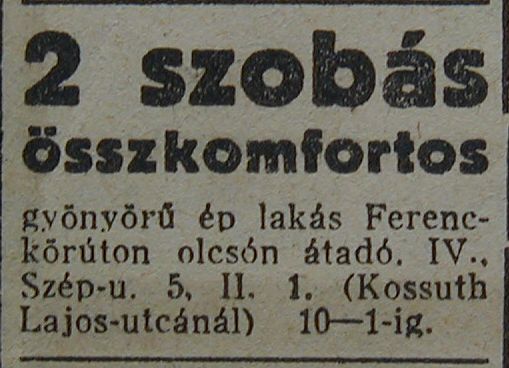 2 szobás
összkomfortos
gyönyörű ép lakás Ferenc-
körúton olcsón átadó. IV.,
Szép-u. 5, II. 1. (Kossuth
Lajos-utcánál) 10—1-ig.